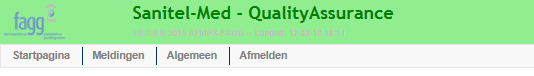 fagg
Sanitel-Med - QualityAssurance
Startpagina Meldingen Algemeen Afmelden